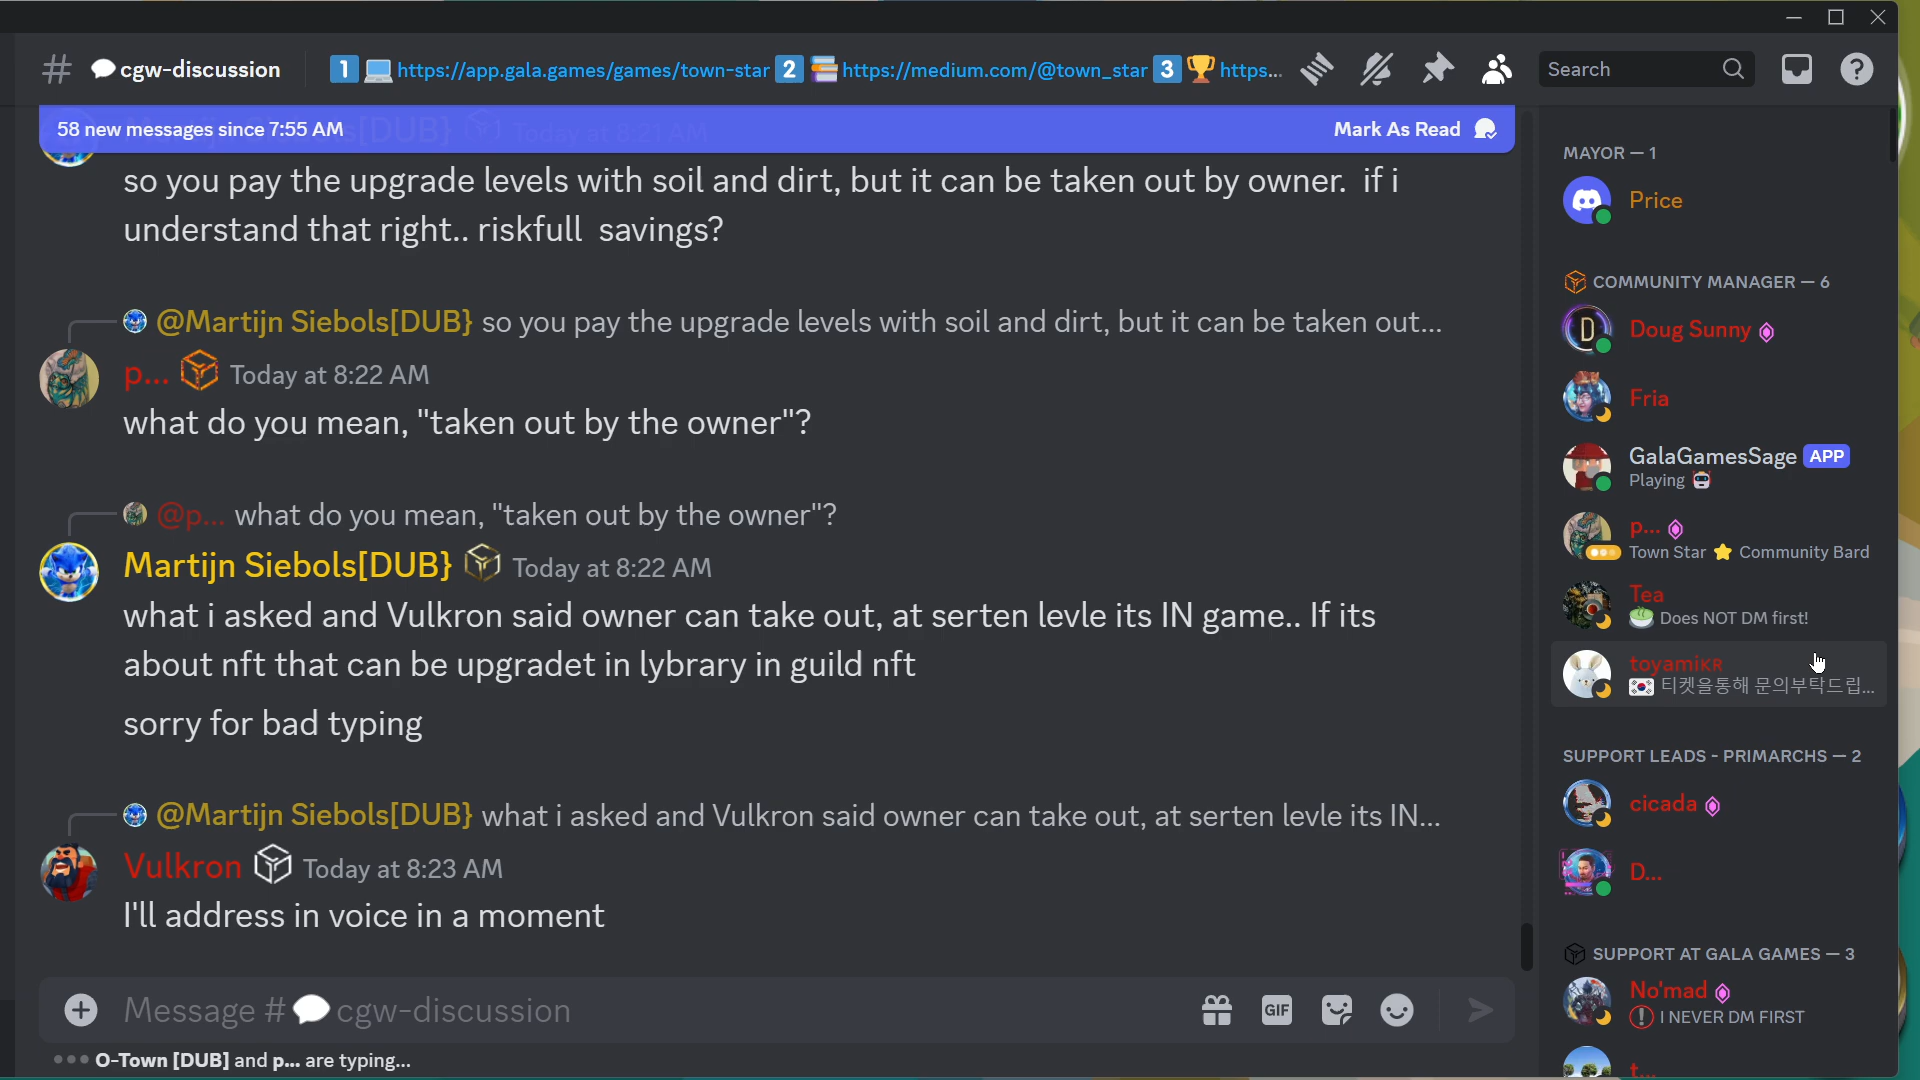 cgw-discussion
1 https://app.gala.games/games/town-star 2 https://medium.com/@town_star 3 https...
Search
58 new messages since 7:55 AM
Mark As Read
Today at 8:21 AM
so you pay the upgrade levels with soil and dirt, but it can be taken out by owner. if i
understand that right.. riskfull savings?
@Martijn Siebols[DUB} so you pay the upgrade levels with soil and dirt, but it can be taken out...
p... Today at 8:22 AM
what do you mean, "taken out by the owner"?
@p... what do you mean, "taken out by the owner"?
Martijn Siebols[DUB} Today at 8:22 AM
what i asked and Vulkron said owner can take out, at serten levle its IN game.. If its
about nft that can be upgradet in lybrary in guild nft
sorry for bad typing
@Martijn Siebols[DUB} what i asked and Vulkron said owner can take out, at serten levle its IN...
Vulkron Today at 8:23 AM
I'll address in voice in a moment
Message # cgw-discussion
GIF
O-Town [DUB] and p... are typing...
MAYOR — 1
Price
COMMUNITY MANAGER — 6
D
Doug Sunny
Fria
GalaGamesSage APP
Playing
p...
Town Star Community Bard
Tea
Does NOT DM first!
toyamiKR
티켓을통해 문의부탁드립...
SUPPORT LEADS - PRIMARCHS — 2
cicada
D...
SUPPORT AT GALA GAMES — 3
No'mad
I NEVER DM FIRST
t...